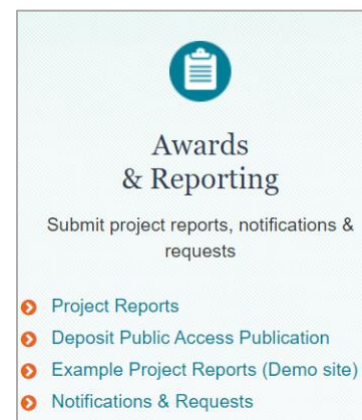 Awards
& Reporting
Submit project reports, notifications &
requests
Project Reports
Deposit Public Access Publication
Example Project Reports (Demo site)
Notifications & Requests